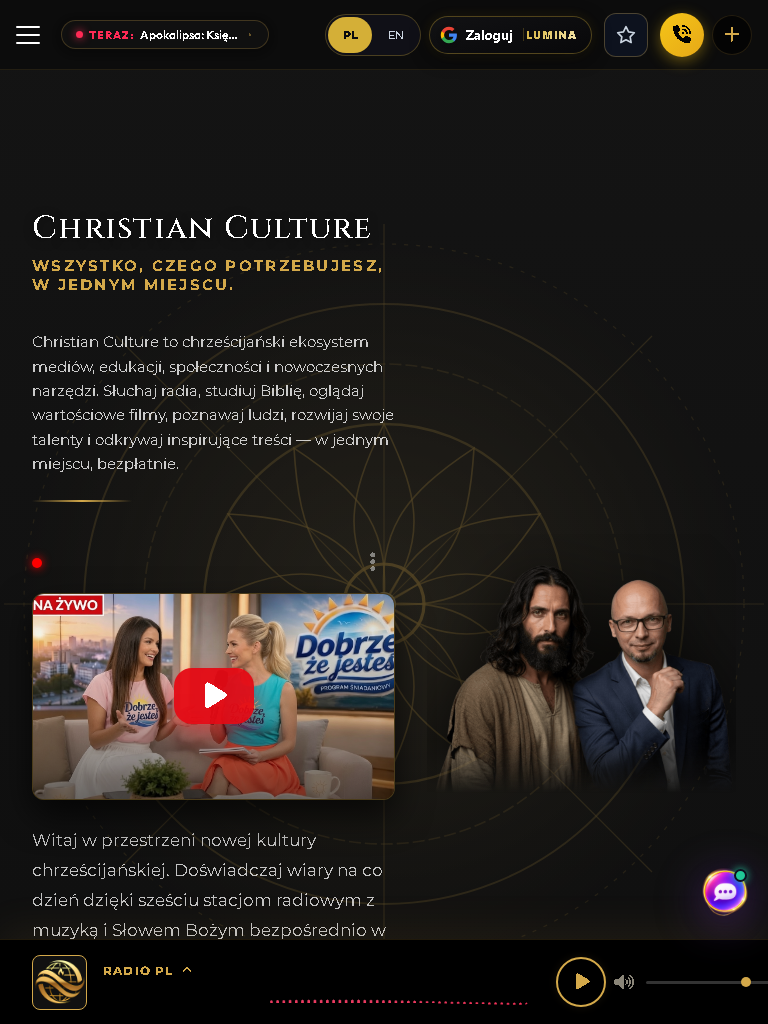 TERAZ: Apokalipsa: Księ...
PL EN
Zaloguj LUMINA
CHRISTIAN CULTURE
WSZYSTKO, CZEGO POTRZEBUJESZ,
W JEDNYM MIEJSCU.
Christian Culture to chrześcijański ekosystem
mediów, edukacji, społeczności i nowoczesnych
narzędzi. Słuchaj radia, studiuj Biblię, oglądaj
wartościowe filmy, poznawaj ludzi, rozwijaj swoje
talenty i odkrywaj inspirujące treści — w jednym
miejscu, bezpłatnie.
NA ŻYWO
Dobrze
że jesteś
PROGRAM ŚNIADANIOWY
Dobrze
że jesteś
że jesteś
Witaj w przestrzeni nowej kultury
chrześcijańskiej. Doświadczaj wiary na co
dzień dzięki sześciu stacjom radiowym z
muzyką i Słowem Bożym bezpośrednio w
RADIO PL